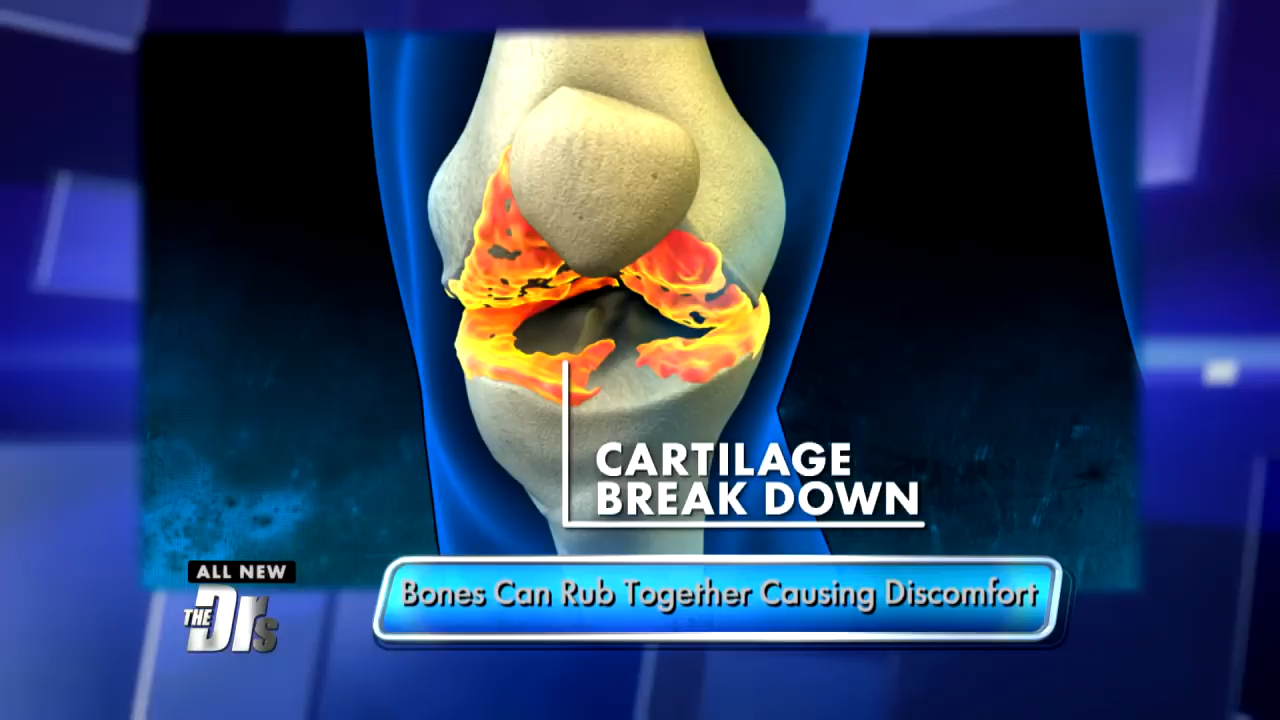 CARTILAGE
BREAK DOWN
Bones Can Rub Together Causing Discomfort
ALL NEW
THE Drs